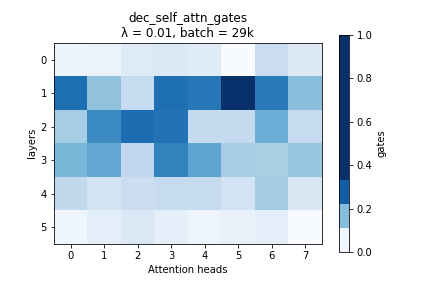 dec_self_attn_gates
λ = 0.01, batch = 29k
layers
0
1
2
3
4
5
0 1 2 3 4 5 6 7
Attention heads
1.0
0.8
0.6
0.4
0.2
0.0
gates